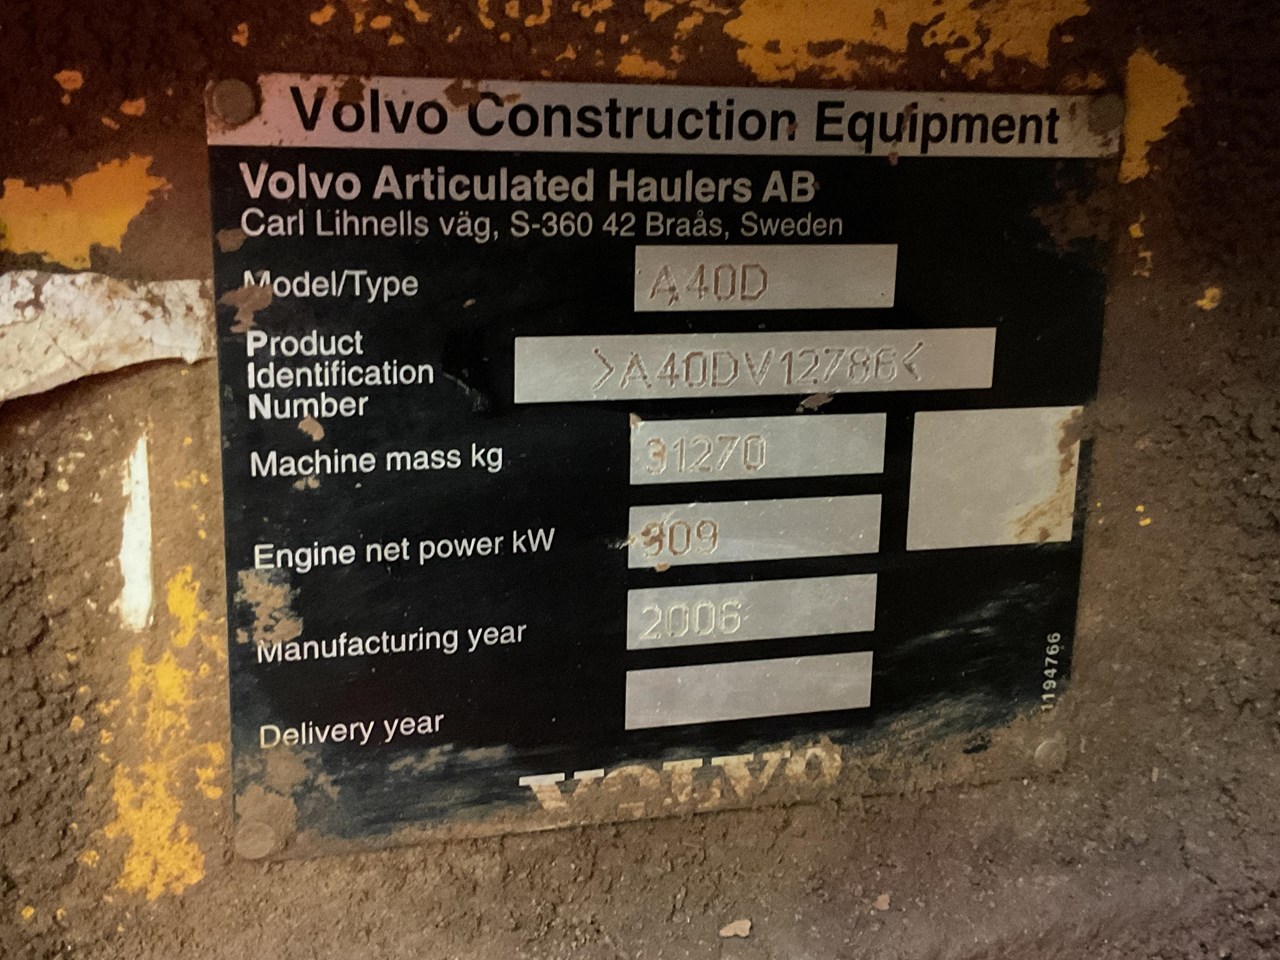 Volvo Construction Equipment
Volvo Articulated Haulers AB
Carl Lihnells väg, S-360 42 Braås, Sweden
Model/Type A40D
Product
Identification
Number >A40DV12786<
Machine mass kg 31270
Engine net power kW 309
Manufacturing year 2006
Delivery year
1194766
VOLVO